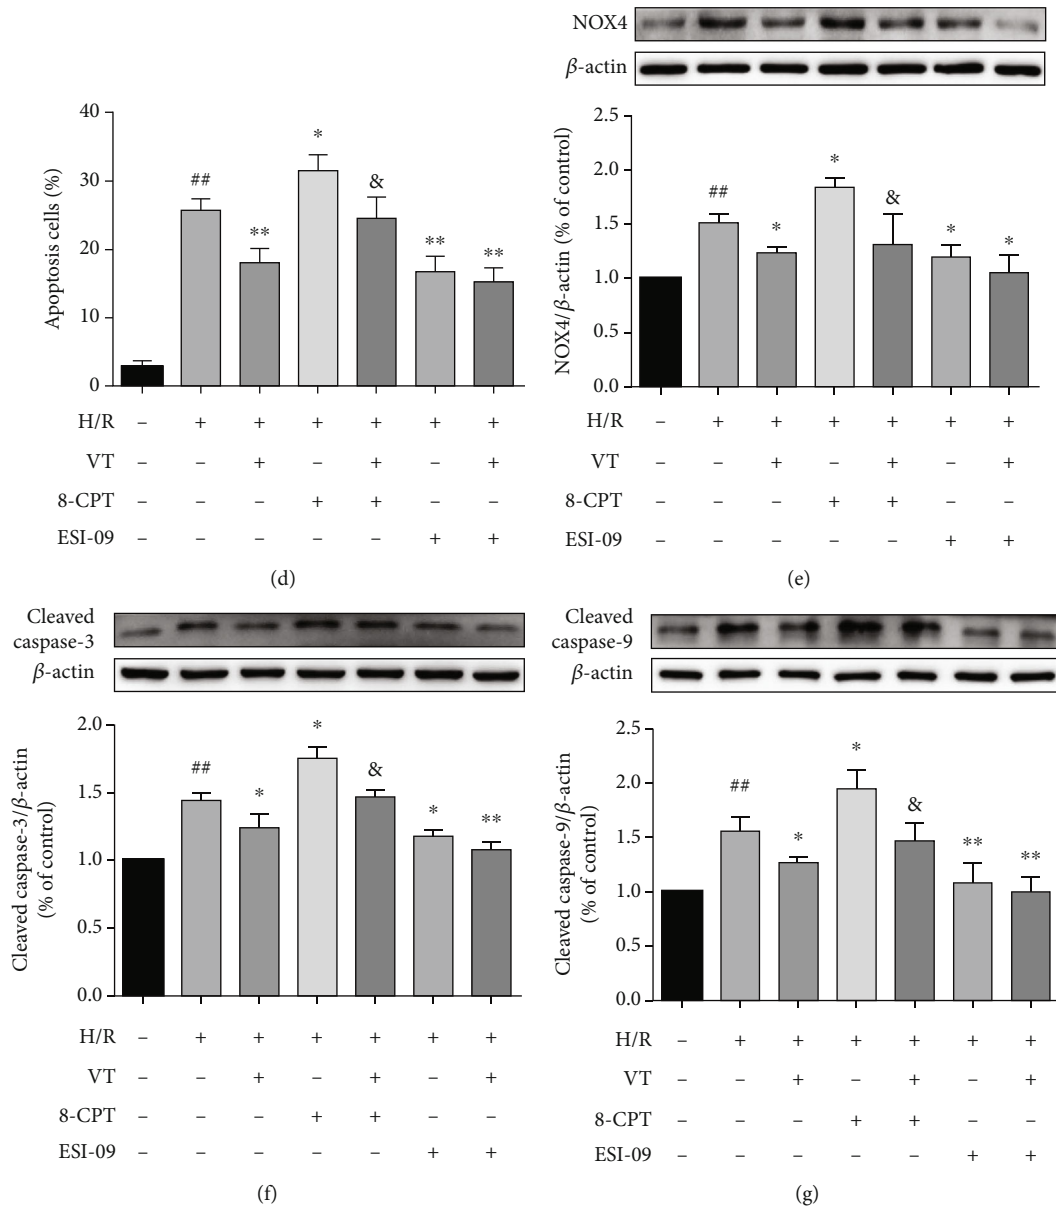 40
30
20
10
0
Apoptosis cells (%)
##
**
*
&
**
**
H/R – + + + + + +
VT – – + – + – +
8-CPT – – – + + – –
ESI-09 – – – – – + +
(d)
NOX4
β-actin
2.5
2.0
1.5
1.0
0.5
0.0
NOX4/β-actin (% of control)
##
*
*
&
*
*
H/R – + + + + + +
VT – – + – + – +
8-CPT – – – + + – –
ESI-09 – – – – – + +
(e)
Cleaved
caspase-3
β-actin
2.0
1.5
1.0
0.5
0.0
Cleaved caspase-3/β-actin
(% of control)
##
*
*
&
*
**
H/R – + + + + + +
VT – – + – + – +
8-CPT – – – + + – –
ESI-09 – – – – – + +
(f)
Cleaved
caspase-9
β-actin
2.5
2.0
1.5
1.0
0.5
0.0
Cleaved caspase-9/β-actin
(% of control)
##
*
*
&
**
**
H/R – + + + + + +
VT – – + – + – +
8-CPT – – – + + – –
ESI-09 – – – – – + +
(g)